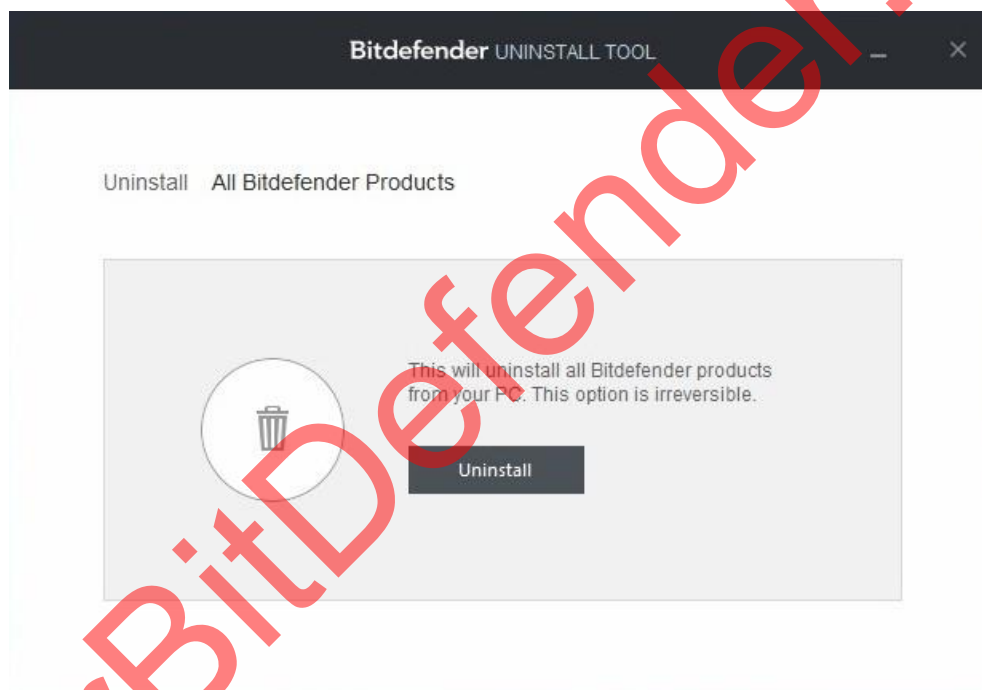 Bitdefender UNINSTALL TOOL
Uninstall All Bitdefender Products
This will uninstall all Bitdefender products
from your PC. This option is irreversible.
Uninstall
rBitDefender.